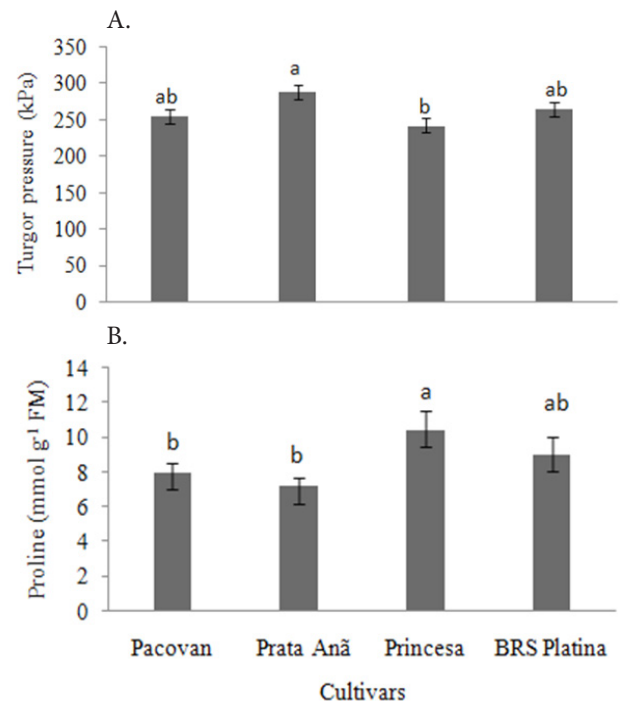 A.
Turgor pressure (kPa)
350
300
250
200
150
100
50
0
ab
a
b
ab
B.
Proline (mmol g⁻¹ FM)
14
12
10
8
6
4
2
0
b
b
a
ab
Pacovan Prata Anã Princesa BRS Platina
Cultivars